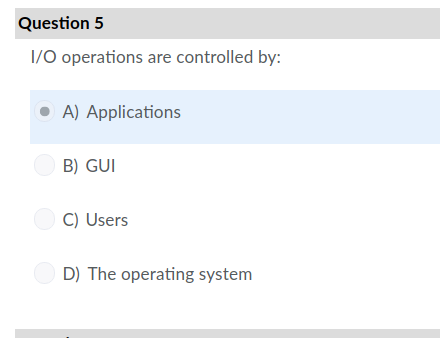 Question 5
I/O operations are controlled by:
A) Applications
B) GUI
C) Users
D) The operating system